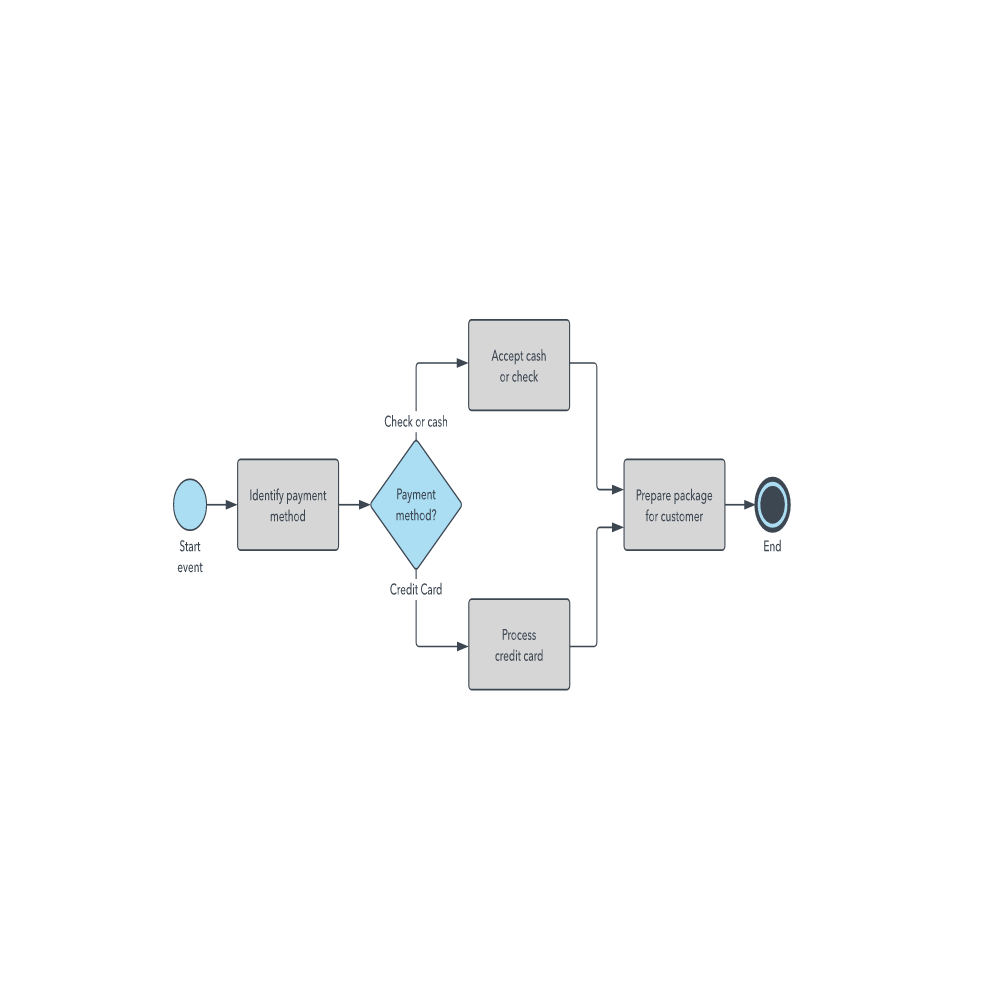 Start
event
Identify payment
method
Payment
method?
Check or cash
Accept cash
or check
Credit Card
Process
credit card
Prepare package
for customer
End